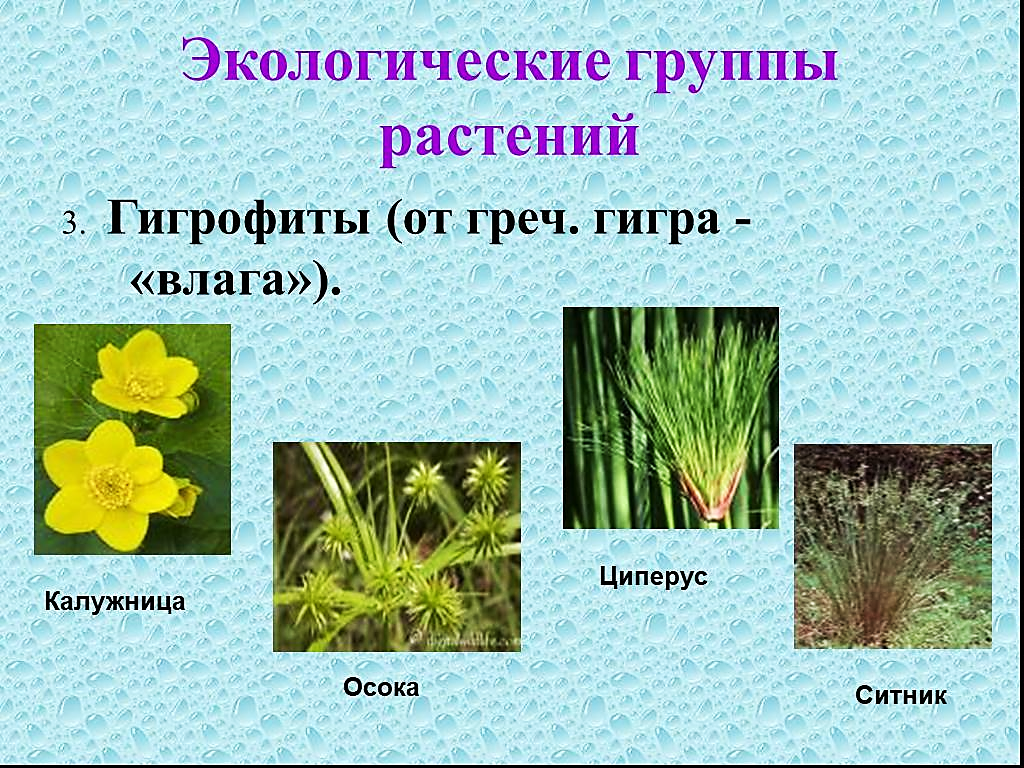 Экологические группы
растений
3. Гигрофиты (от греч. гигра -
«влага»).
Калужница
Циперус
Осока
Ситник